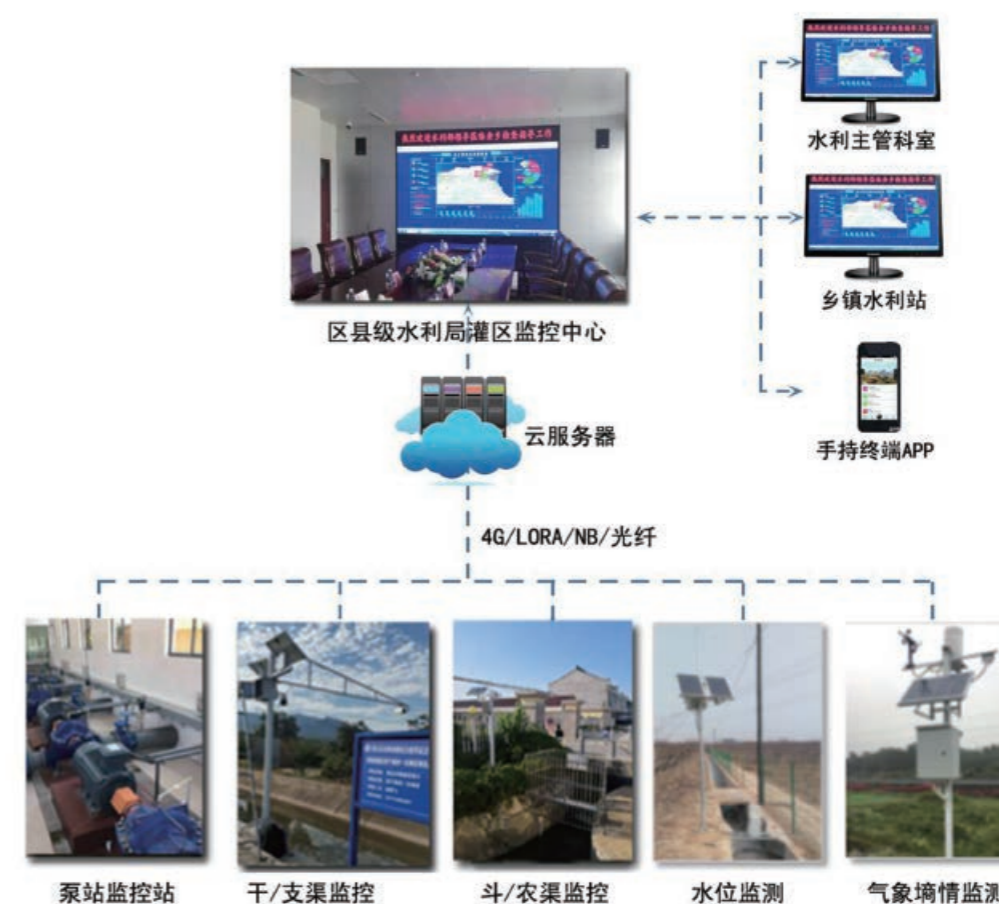 水利主管科室
乡镇水利站
手持终端APP
区县级水利局灌区监控中心
云服务器
4G/LORA/NB/光纤
泵站监控站
干/支渠监控
斗/农渠监控
水位监测
气象墒情监测